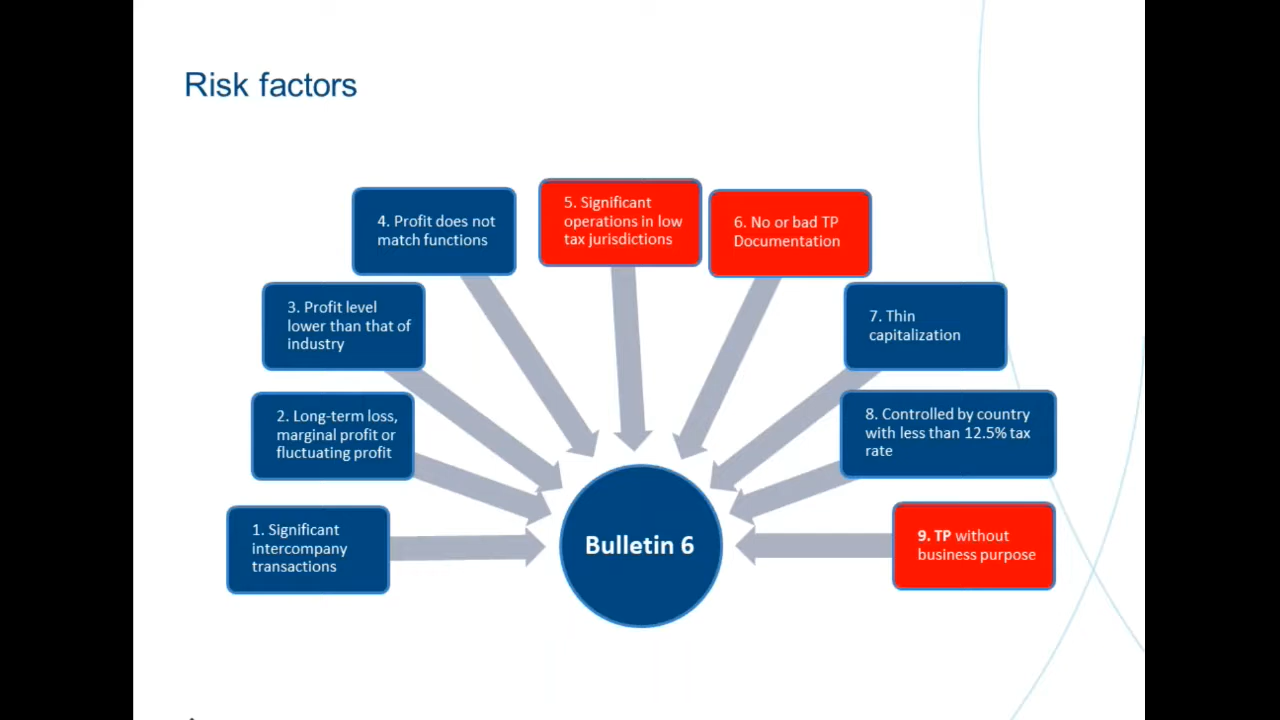 Risk factors
4. Profit does not
match functions
5. Significant
operations in low
tax jurisdictions
6. No or bad TP
Documentation
3. Profit level
lower than that of
industry
7. Thin
capitalization
2. Long-term loss,
marginal profit or
fluctuating profit
8. Controlled by country
with less than 12.5% tax
rate
1. Significant
intercompany
transactions
Bulletin 6
9. TP without
business purpose